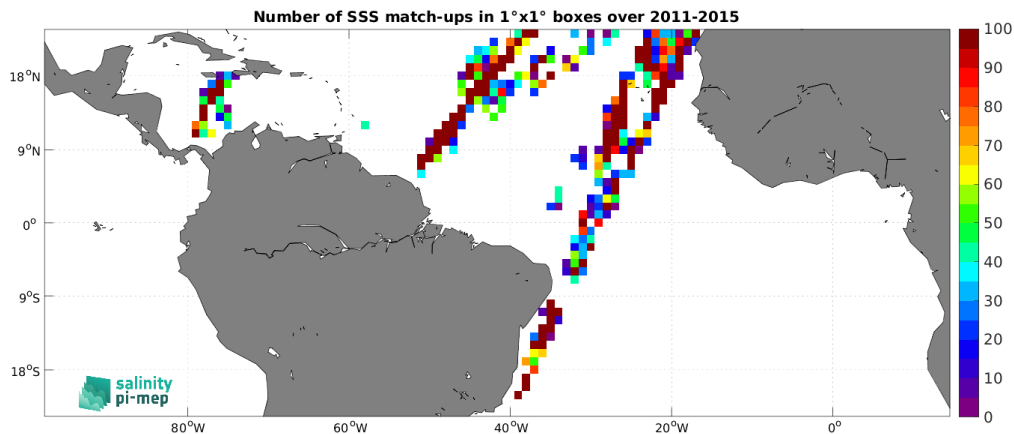 Number of SSS match-ups in 1°x1° boxes over 2011-2015
18°N
9°N
0°
9°S
18°S
80°W
60°W
40°W
20°W
0°
100
90
80
70
60
50
40
30
20
10
0
salinity
pi-mep